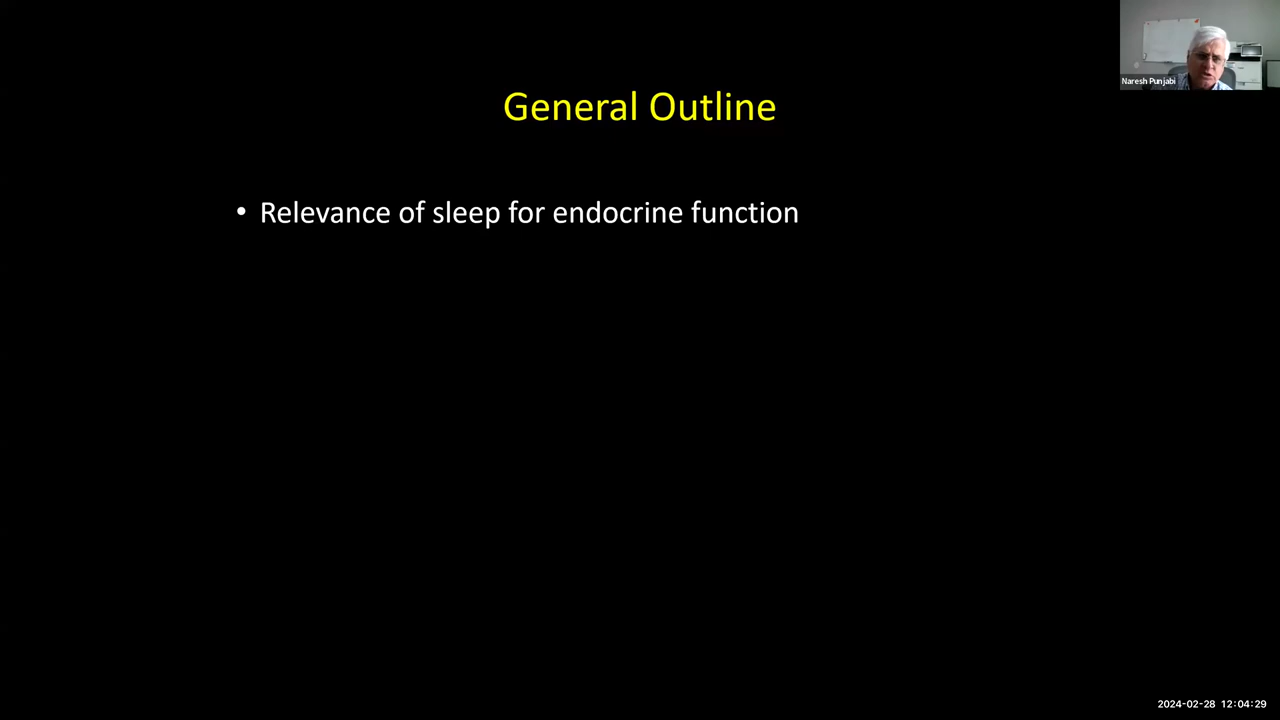 Naresh Punjabi
General Outline
• Relevance of sleep for endocrine function
2024-02-28 12:04:29